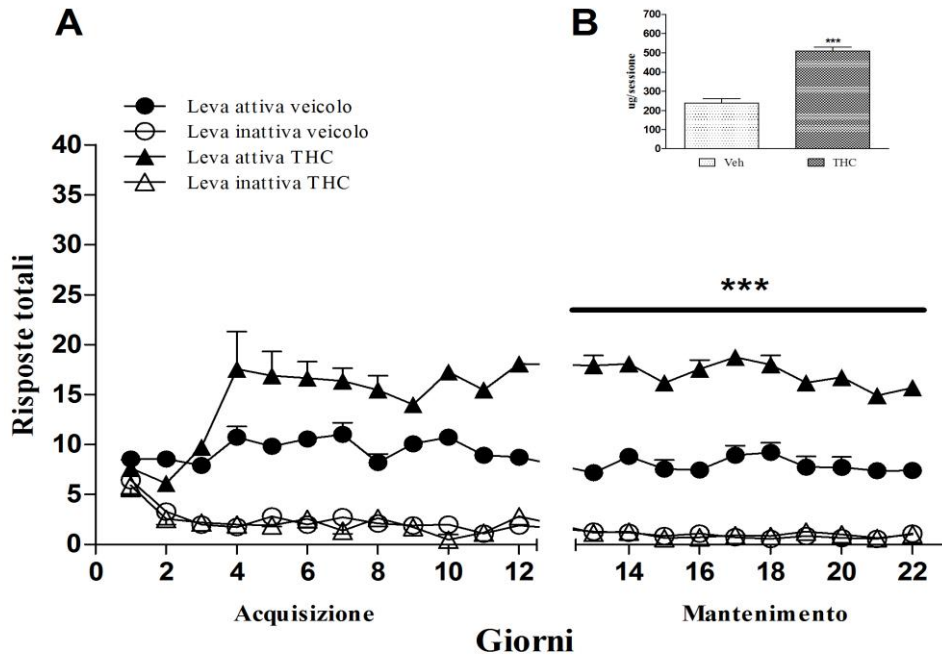 A
B
700
600
500
400
300
200
100
0
ug/sessione
***
Veh
THC
Leva attiva veicolo
Leva inattiva veicolo
Leva attiva THC
Leva inattiva THC
40
35
30
25
20
15
10
5
0
Risposte totali
***
0 2 4 6 8 10 12 14 16 18 20 22
Acquisizione Mantenimento
Giorni